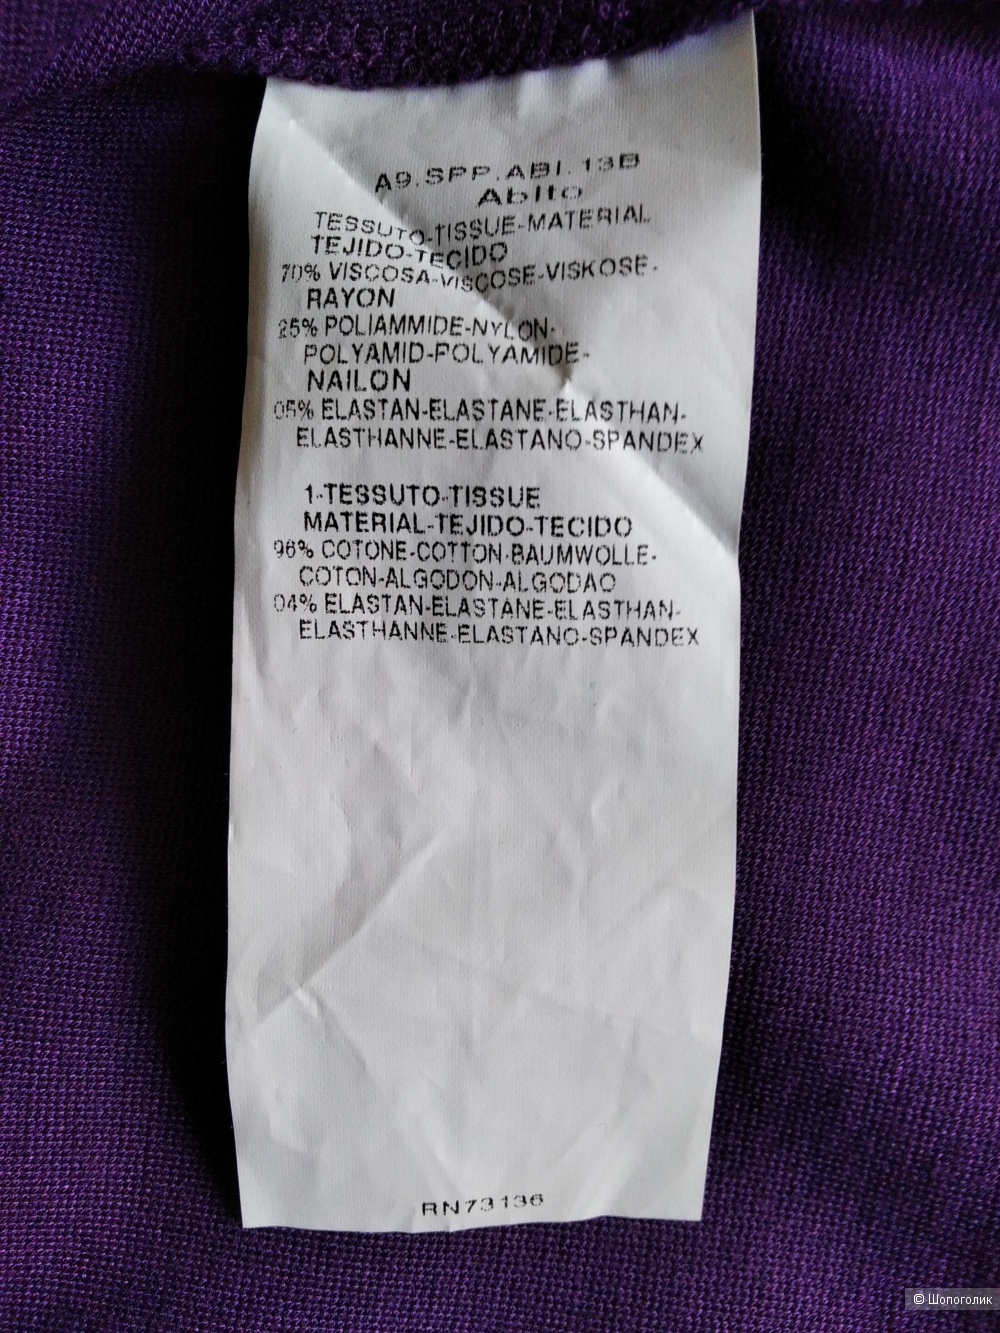 A9.SPP.ABI.13B
Abito
TESSUTO-TISSUE-MATERIAL
TEJIDO-TECIDO
70% VISCOSA-VISCOSE-VISKOSE-
RAYON
25% POLIAMMIDE-NYLON-
POLYAMID-POLYAMIDE-
NAILON
05% ELASTAN-ELASTANE-ELASTHAN-
ELASTHANNE-ELASTANO-SPANDEX
1-TESSUTO-TISSUE
MATERIAL-TEJIDO-TECIDO
96% COTONE-COTTON-BAUMWOLLE-
COTON-ALGODON-ALGODAO
04% ELASTAN-ELASTANE-ELASTHAN-
ELASTHANNE-ELASTANO-SPANDEX
RN73136
© Шопоголик